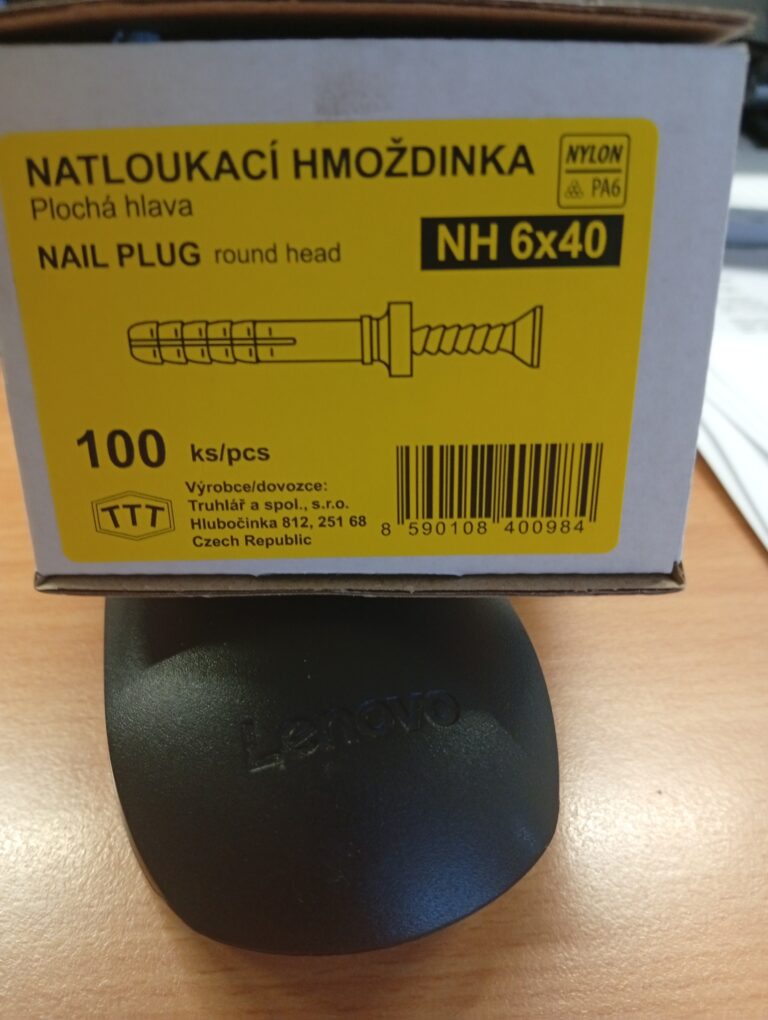 NATLOUKACÍ HMOŽDINKA
NYLON
PA6
Plochá hlava
NAIL PLUG round head
NH 6x40
100 ks/pcs
TTT
Výrobce/dovozce:
Truhlář a spol., s.r.o.
Hlubočinka 812, 251 68
Czech Republic
8 590108 400984
Lenovo